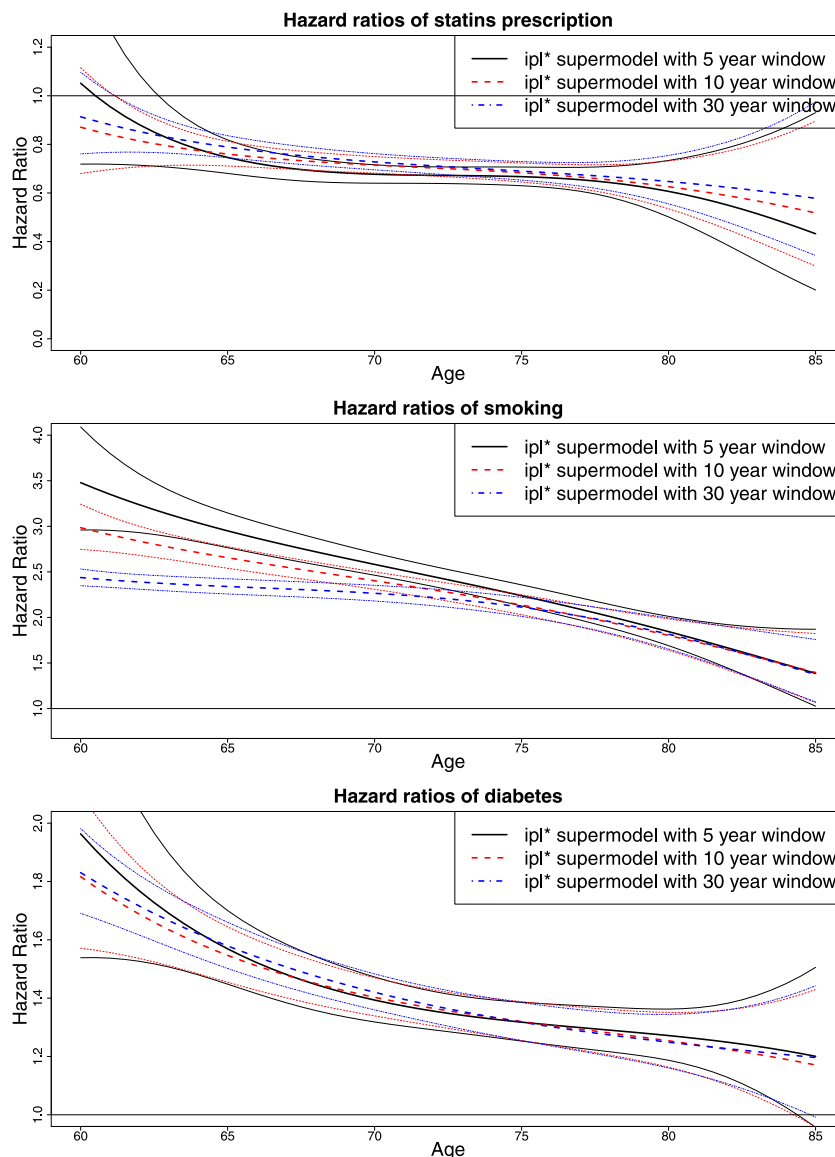 Hazard ratios of statins prescription
ipl* supermodel with 5 year window
ipl* supermodel with 10 year window
ipl* supermodel with 30 year window
Hazard Ratio
0.0 0.2 0.4 0.6 0.8 1.0 1.2
60 65 70 75 80 85
Age
Hazard ratios of smoking
ipl* supermodel with 5 year window
ipl* supermodel with 10 year window
ipl* supermodel with 30 year window
Hazard Ratio
1.0 1.5 2.0 2.5 3.0 3.5 4.0
60 65 70 75 80 85
Age
Hazard ratios of diabetes
ipl* supermodel with 5 year window
ipl* supermodel with 10 year window
ipl* supermodel with 30 year window
Hazard Ratio
1.0 1.2 1.4 1.6 1.8 2.0
60 65 70 75 80 85
Age